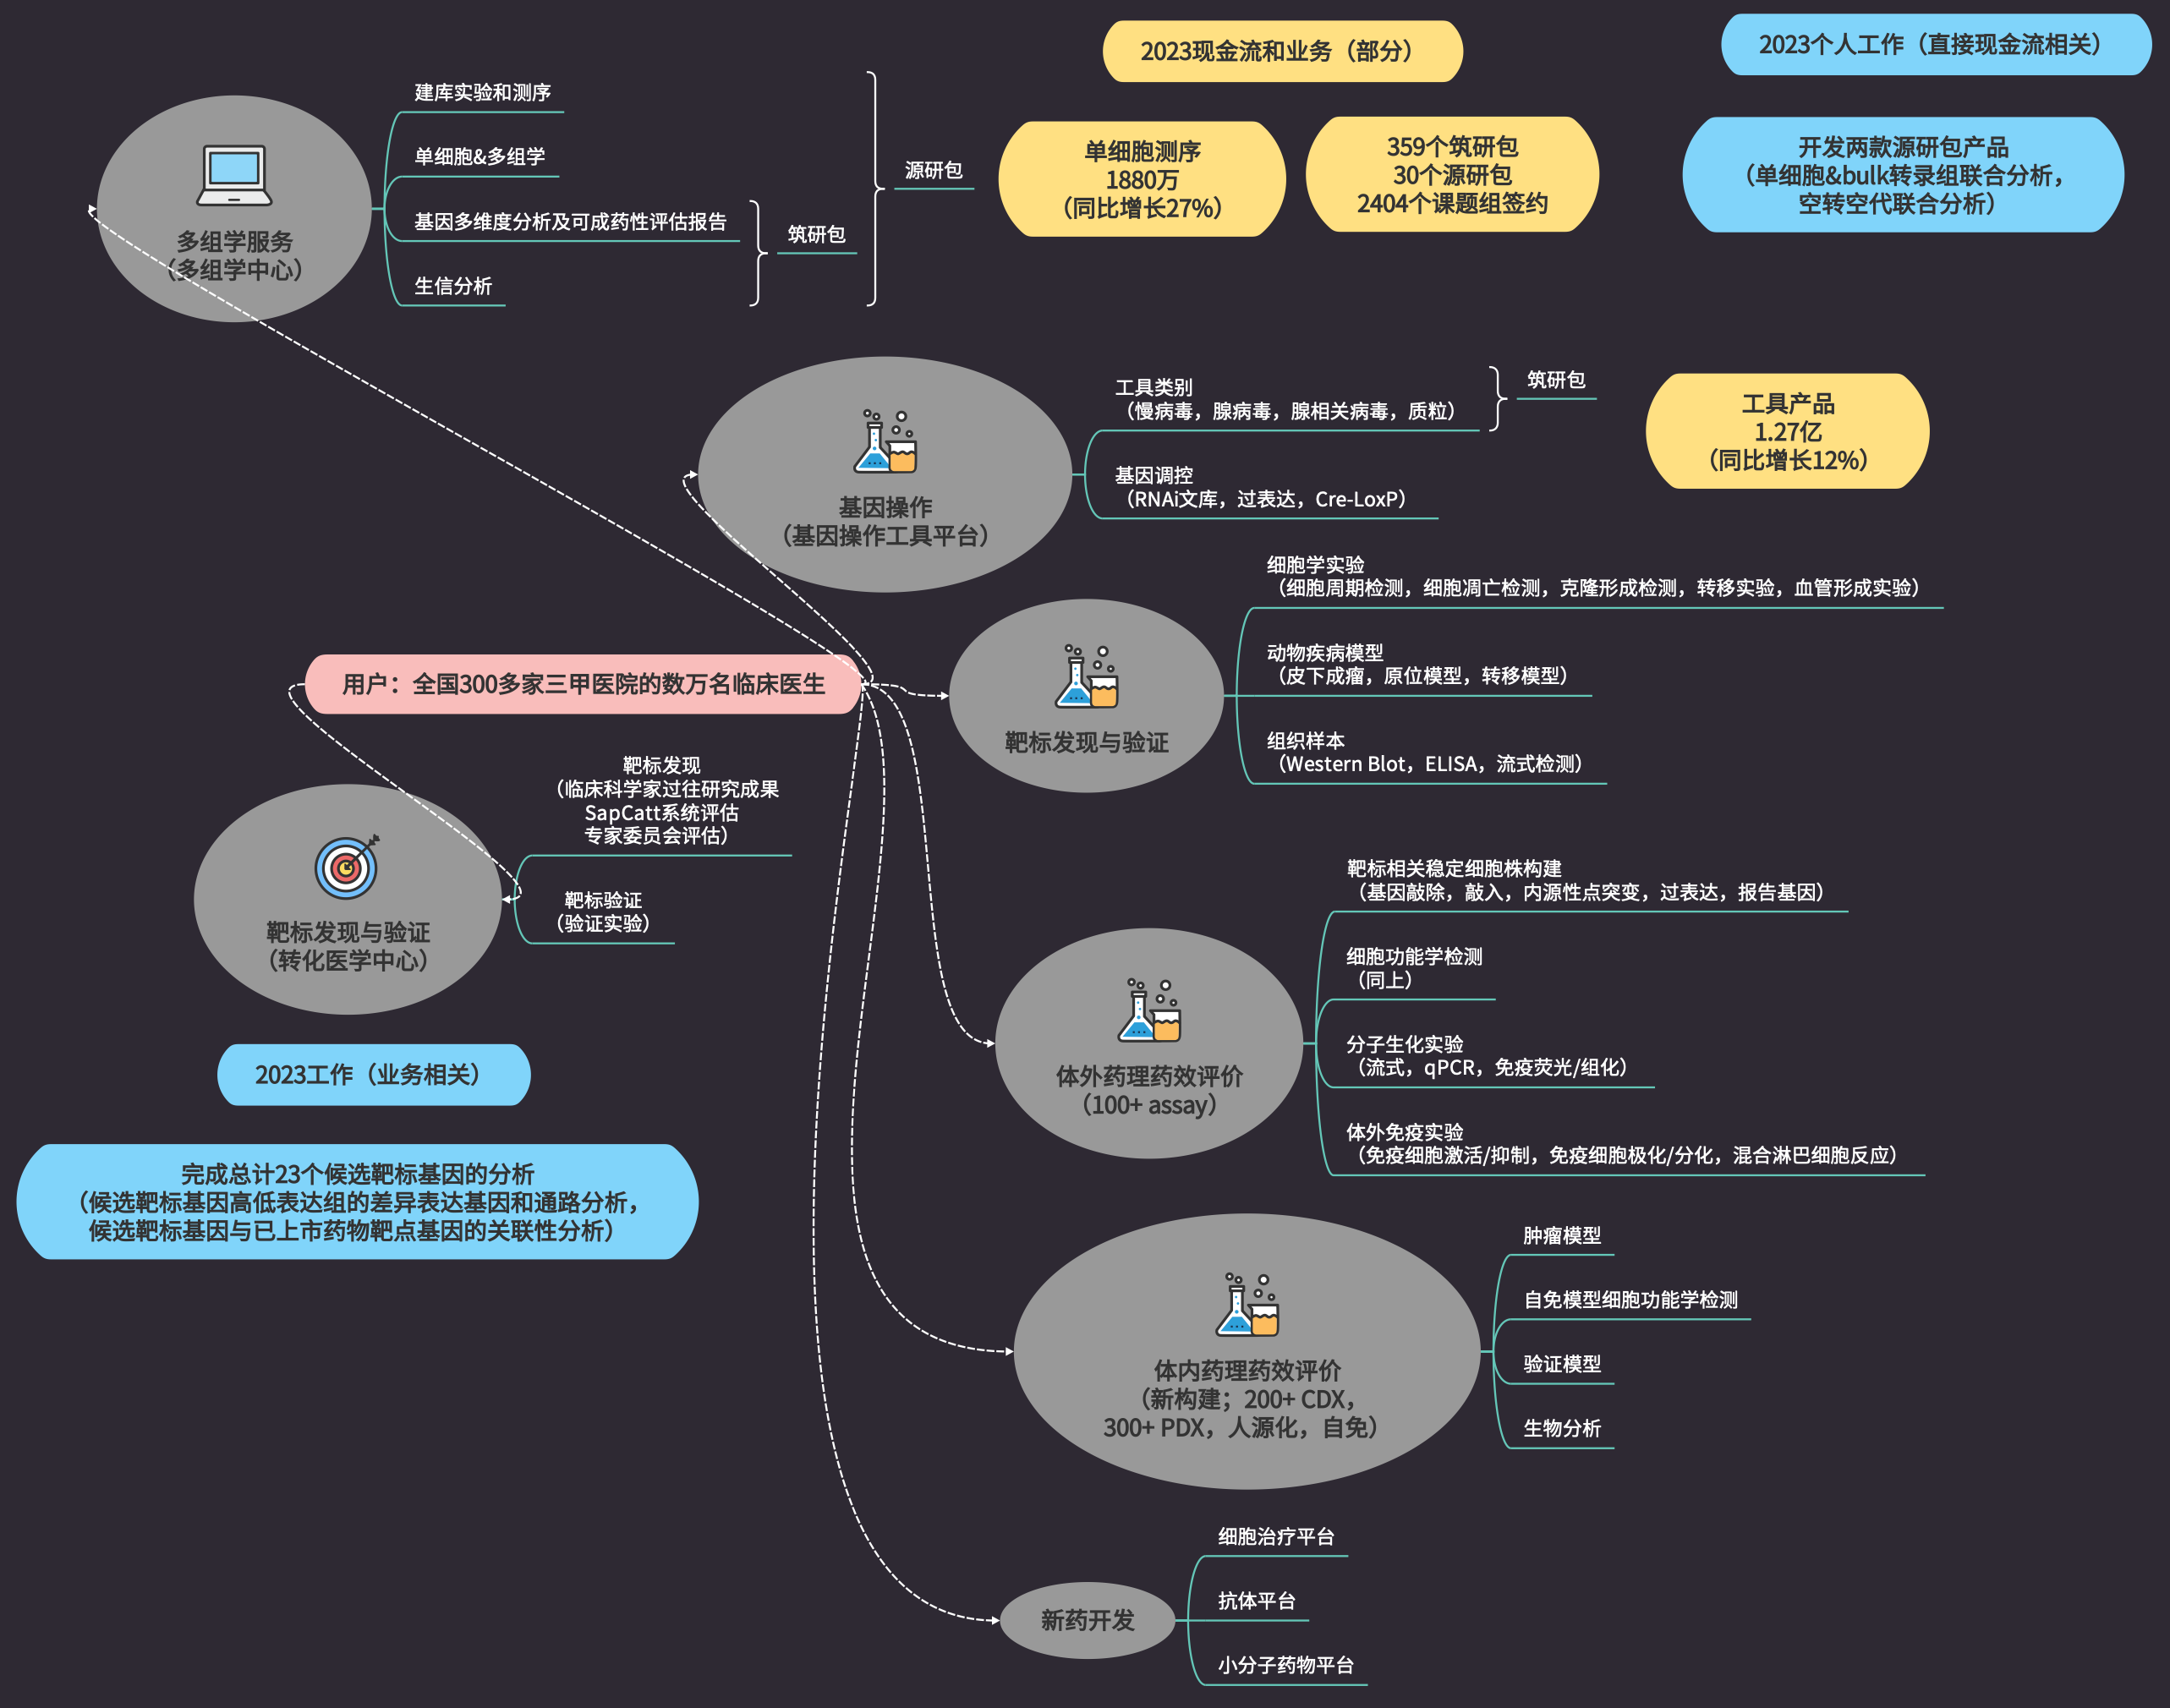 2023现金流和业务（部分）
2023个人工作（直接现金流相关）
建库实验和测序
单细胞&多组学
基因多维度分析及可成药性评估报告
生信分析
筑研包
源研包
多组学服务
（多组学中心）
单细胞测序
1880万
（同比增长27%）
359个筑研包
30个源研包
2404个课题组签约
开发两款源研包产品
（单细胞&bulk转录组联合分析，
空转空代联合分析）
基因操作
（基因操作工具平台）
工具类别
（慢病毒，腺病毒，腺相关病毒，质粒）
筑研包
基因调控
（RNAi文库，过表达，Cre-LoxP）
工具产品
1.27亿
（同比增长12%）
用户：全国300多家三甲医院的数万名临床医生
靶标发现与验证
细胞学实验
（细胞周期检测，细胞凋亡检测，克隆形成检测，转移实验，血管形成实验）
动物疾病模型
（皮下成瘤，原位模型，转移模型）
组织样本
（Western Blot，ELISA，流式检测）
靶标发现与验证
（转化医学中心）
靶标发现
（临床科学家过往研究成果
SapCatt系统评估
专家委员会评估）
靶标验证
（验证实验）
2023工作（业务相关）
完成总计23个候选靶标基因的分析
（候选靶标基因高低表达组的差异表达基因和通路分析，
候选靶标基因与已上市药物靶点基因的关联性分析）
体外药理药效评价
（100+ assay）
靶标相关稳定细胞株构建
（基因敲除，敲入，内源性点突变，过表达，报告基因）
细胞功能学检测
（同上）
分子生化实验
（流式，qPCR，免疫荧光/组化）
体外免疫实验
（免疫细胞激活/抑制，免疫细胞极化/分化，混合淋巴细胞反应）
体内药理药效评价
（新构建；200+ CDX，
300+ PDX，人源化，自免）
肿瘤模型
自免模型细胞功能学检测
验证模型
生物分析
新药开发
细胞治疗平台
抗体平台
小分子药物平台